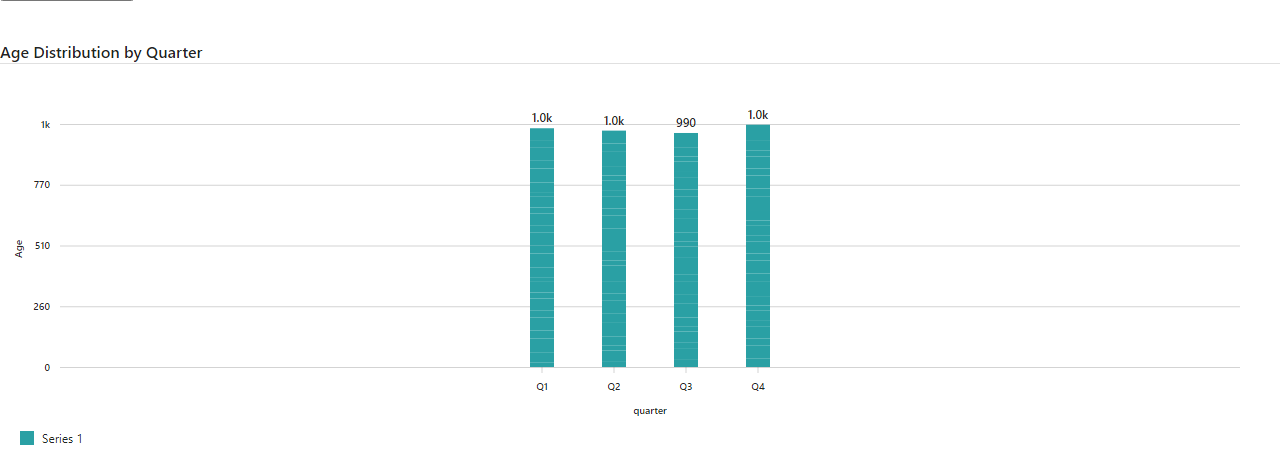 Age Distribution by Quarter
1.0k 1.0k 990 1.0k
1k
770
510
260
0
Age
Q1 Q2 Q3 Q4
quarter
Series 1